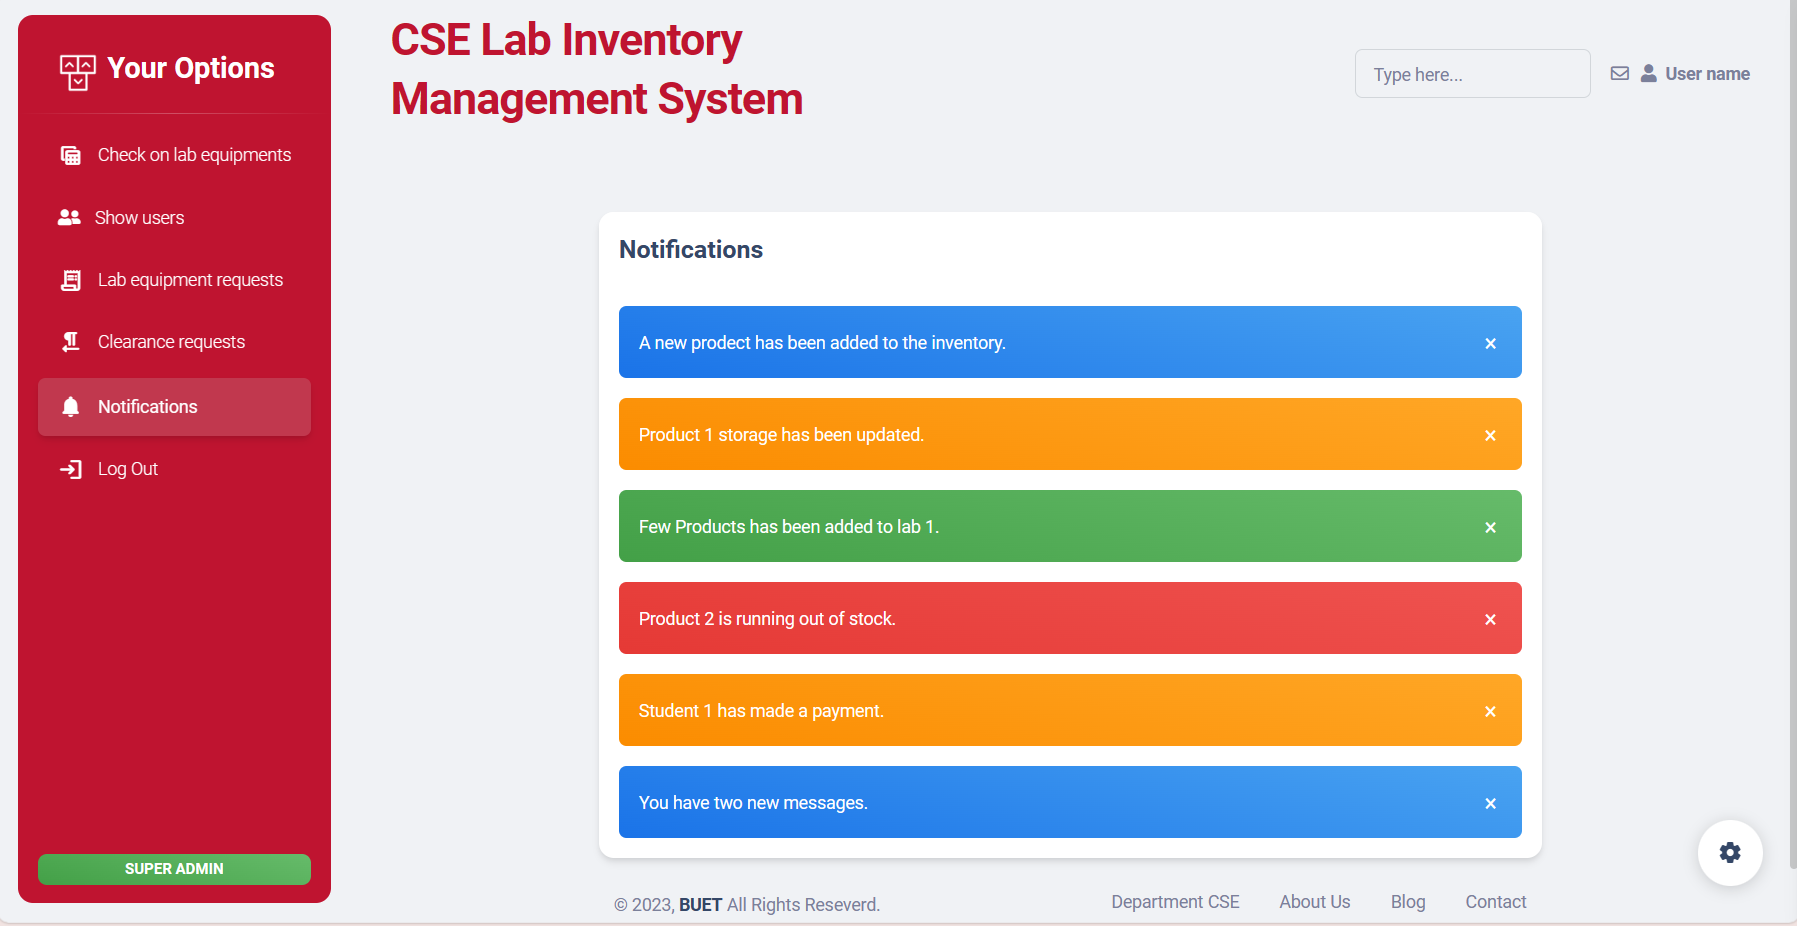 Your Options
Check on lab equipments
Show users
Lab equipment requests
Clearance requests
Notifications
Log Out
SUPER ADMIN
CSE Lab Inventory
Management System
Type here...
User name
Notifications
A new prodect has been added to the inventory.
Product 1 storage has been updated.
Few Products has been added to lab 1.
Product 2 is running out of stock.
Student 1 has made a payment.
You have two new messages.
© 2023, BUET All Rights Reseverd.
Department CSE About Us Blog Contact